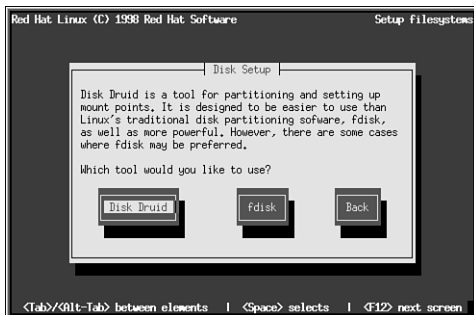 Red Hat Linux (C) 1998 Red Hat Software Setup filesystems
Disk Setup
Disk Druid is a tool for partitioning and setting up
mount points. It is designed to be easier to use than
Linux's traditional disk partitioning sofware, fdisk,
as well as more powerful. However, there are some cases
where fdisk may be preferred.
Which tool would you like to use?
Disk Druid fdisk Back
<Tab>/<Alt-Tab> between elements | <Space> selects | <F12> next screen